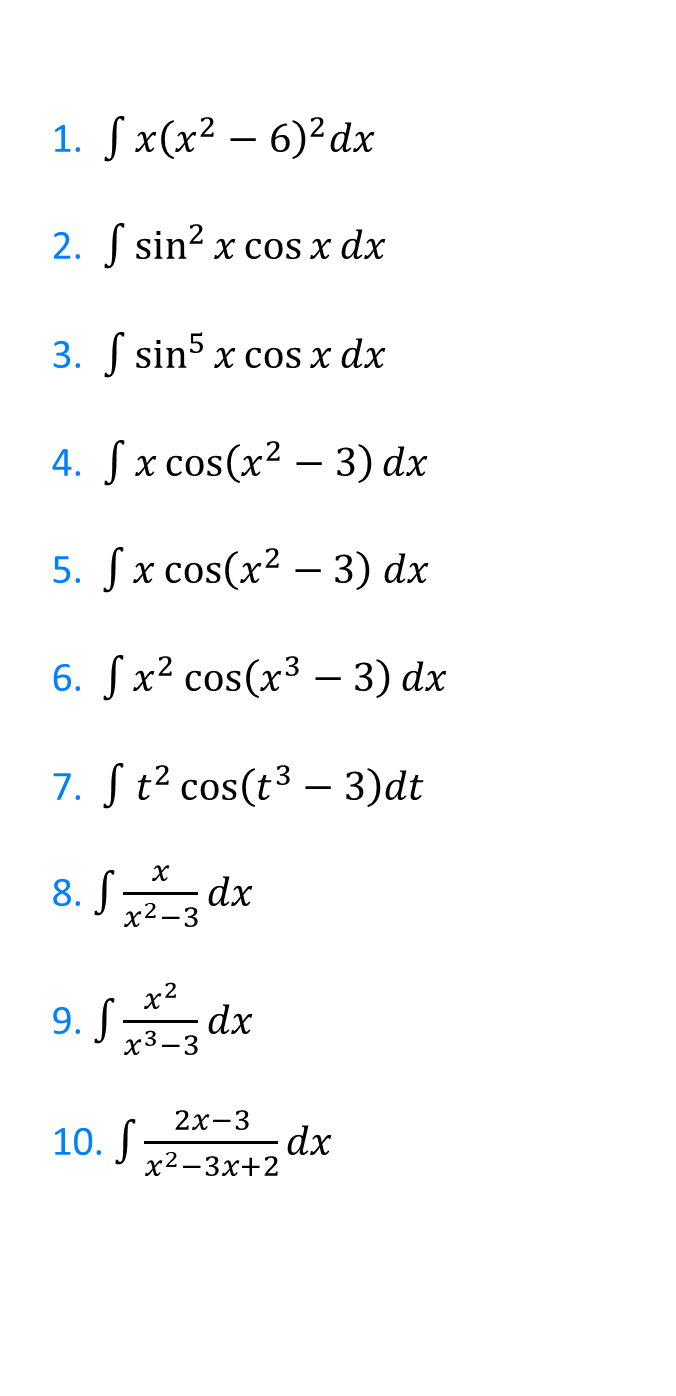 1. ∫ x(x² − 6)²dx
2. ∫ sin² x cos x dx
3. ∫ sin⁵ x cos x dx
4. ∫ x cos(x² − 3) dx
5. ∫ x cos(x² − 3) dx
6. ∫ x² cos(x³ − 3) dx
7. ∫ t² cos(t³ − 3)dt
8. ∫ x/(x²−3) dx
9. ∫ x²/(x³−3) dx
10. ∫ (2x−3)/(x²−3x+2) dx